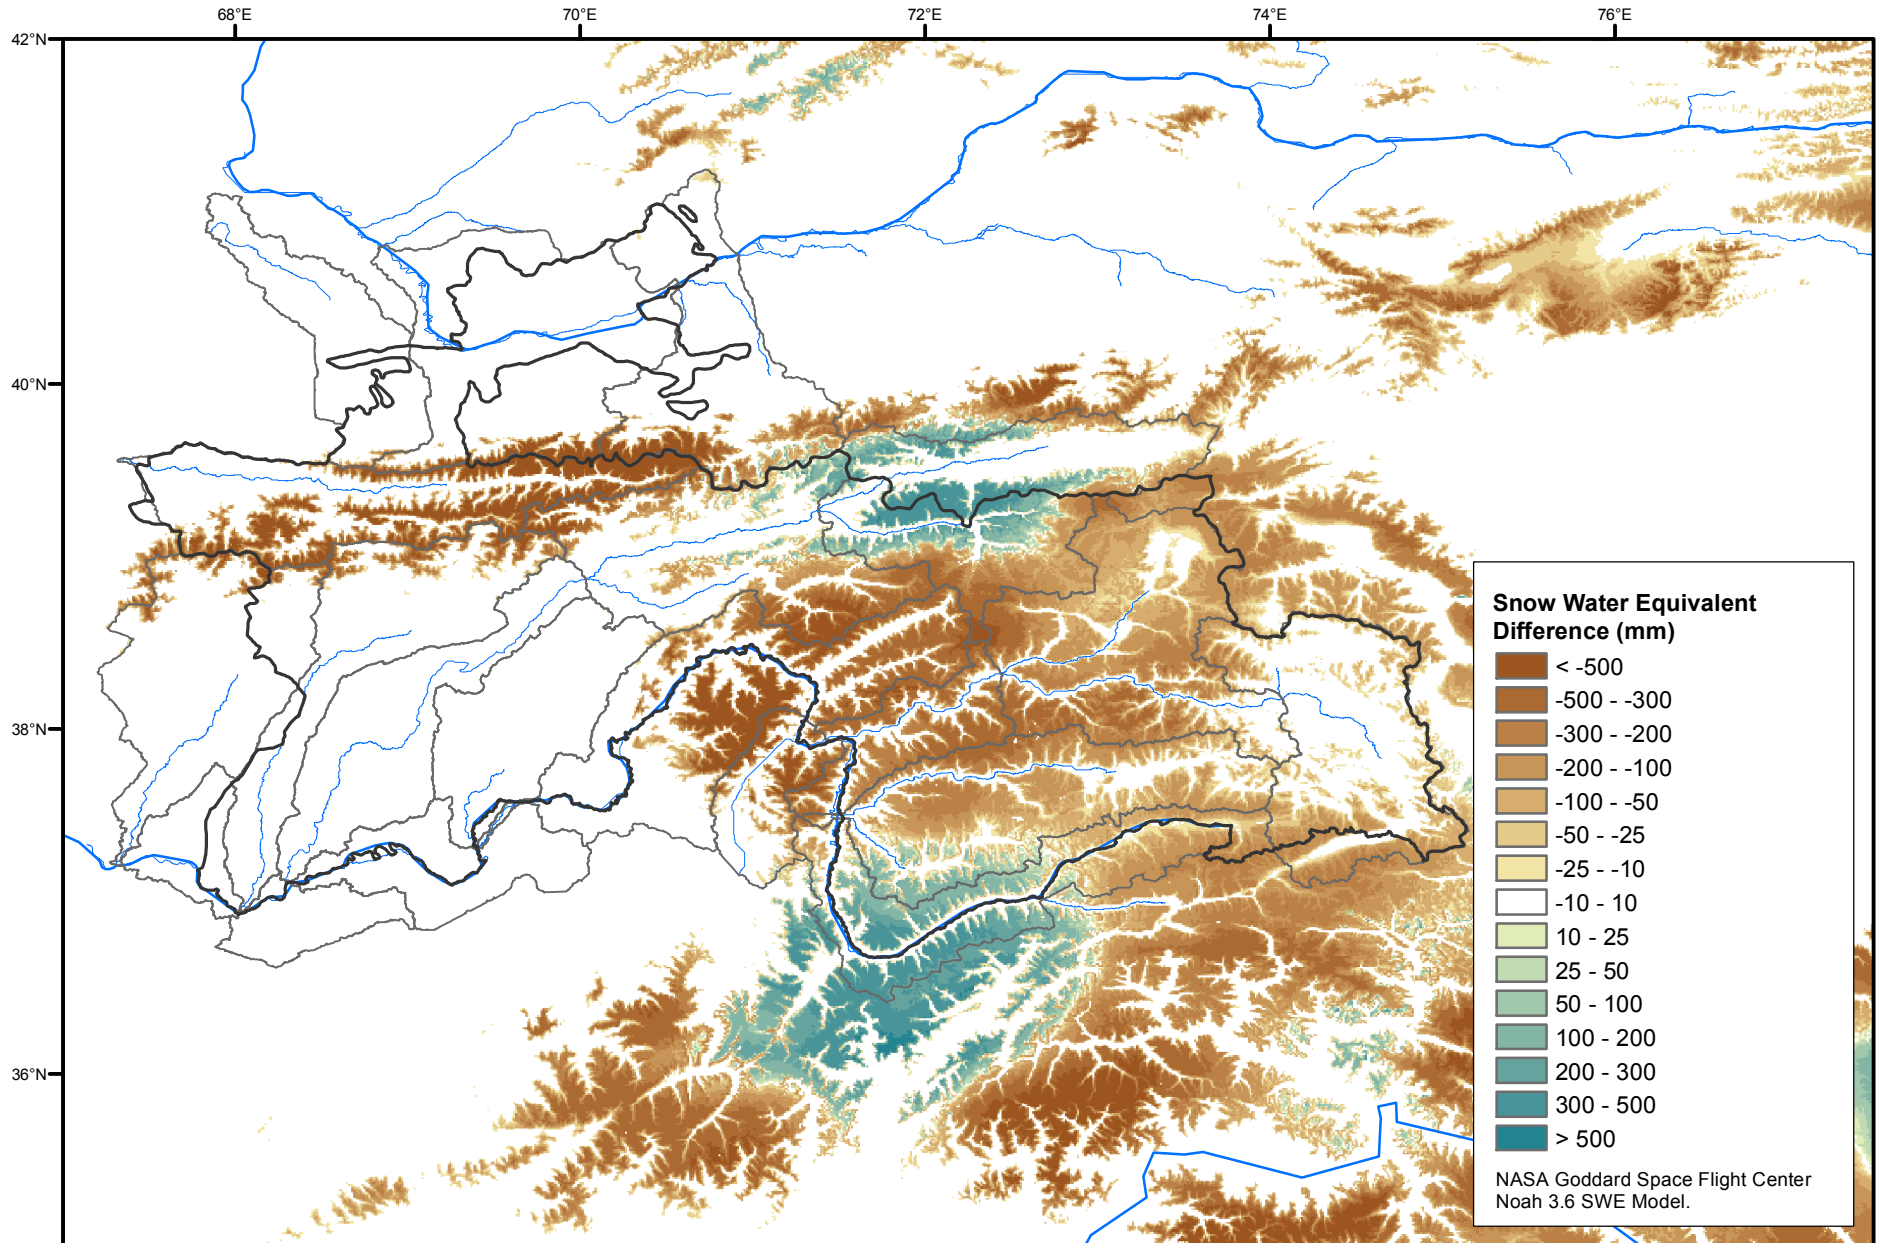 68°E 70°E 72°E 74°E 76°E
42°N
40°N
38°N
36°N
Snow Water Equivalent
Difference (mm)
< -500
-500 - -300
-300 - -200
-200 - -100
-100 - -50
-50 - -25
-25 - -10
-10 - 10
10 - 25
25 - 50
50 - 100
100 - 200
200 - 300
300 - 500
> 500
NASA Goddard Space Flight Center
Noah 3.6 SWE Model.